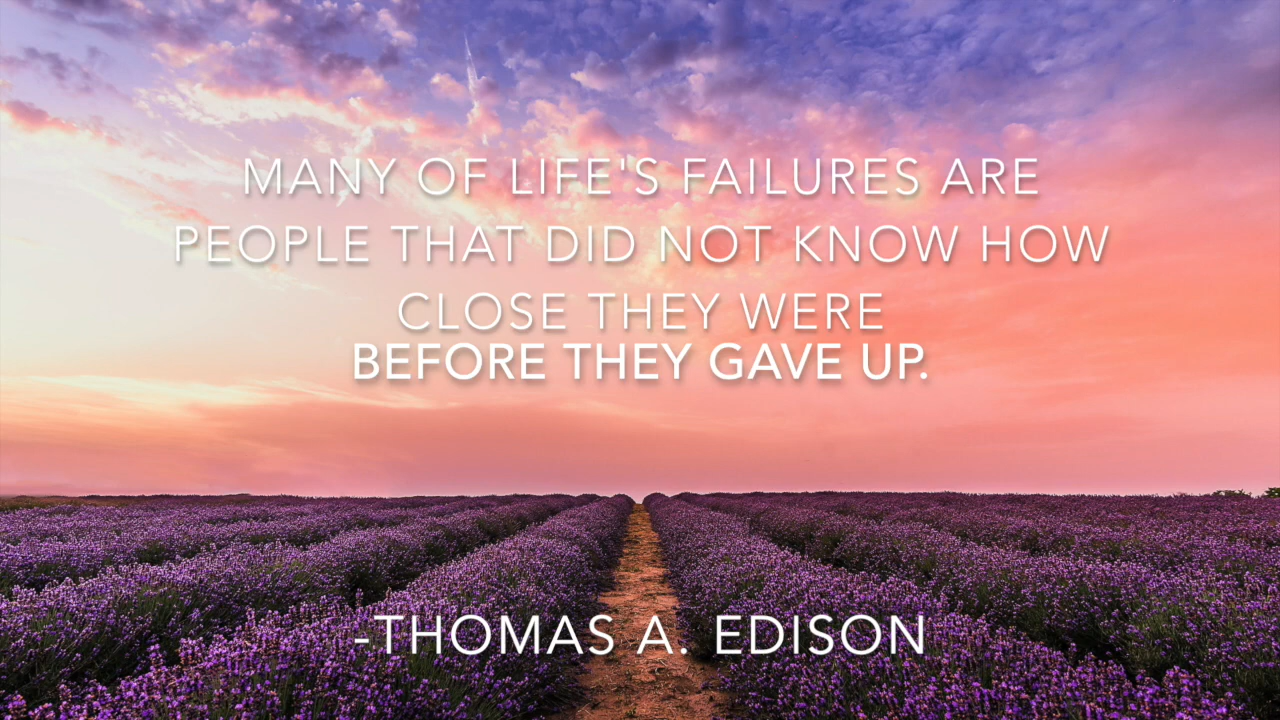 MANY OF LIFE'S FAILURES ARE
PEOPLE THAT DID NOT KNOW HOW
CLOSE THEY WERE
BEFORE THEY GAVE UP.
-THOMAS A. EDISON